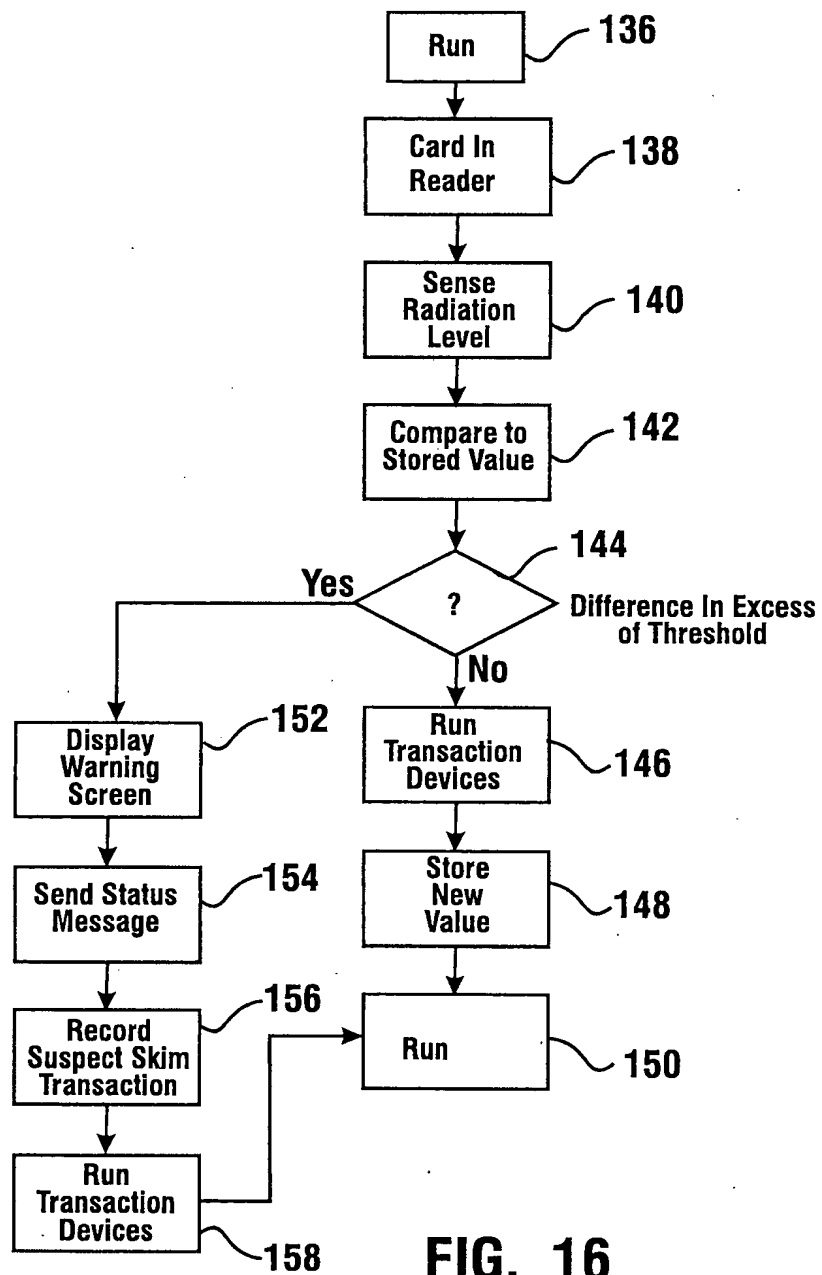 Run
136
Card In
Reader
138
Sense
Radiation
Level
140
Compare to
Stored Value
142
144
?
Difference In Excess
of Threshold
Yes
No
Display
Warning
Screen
152
Run
Transaction
Devices
146
Send Status
Message
154
Store
New
Value
148
Record
Suspect Skim
Transaction
156
Run
150
Run
Transaction
Devices
158
FIG. 16